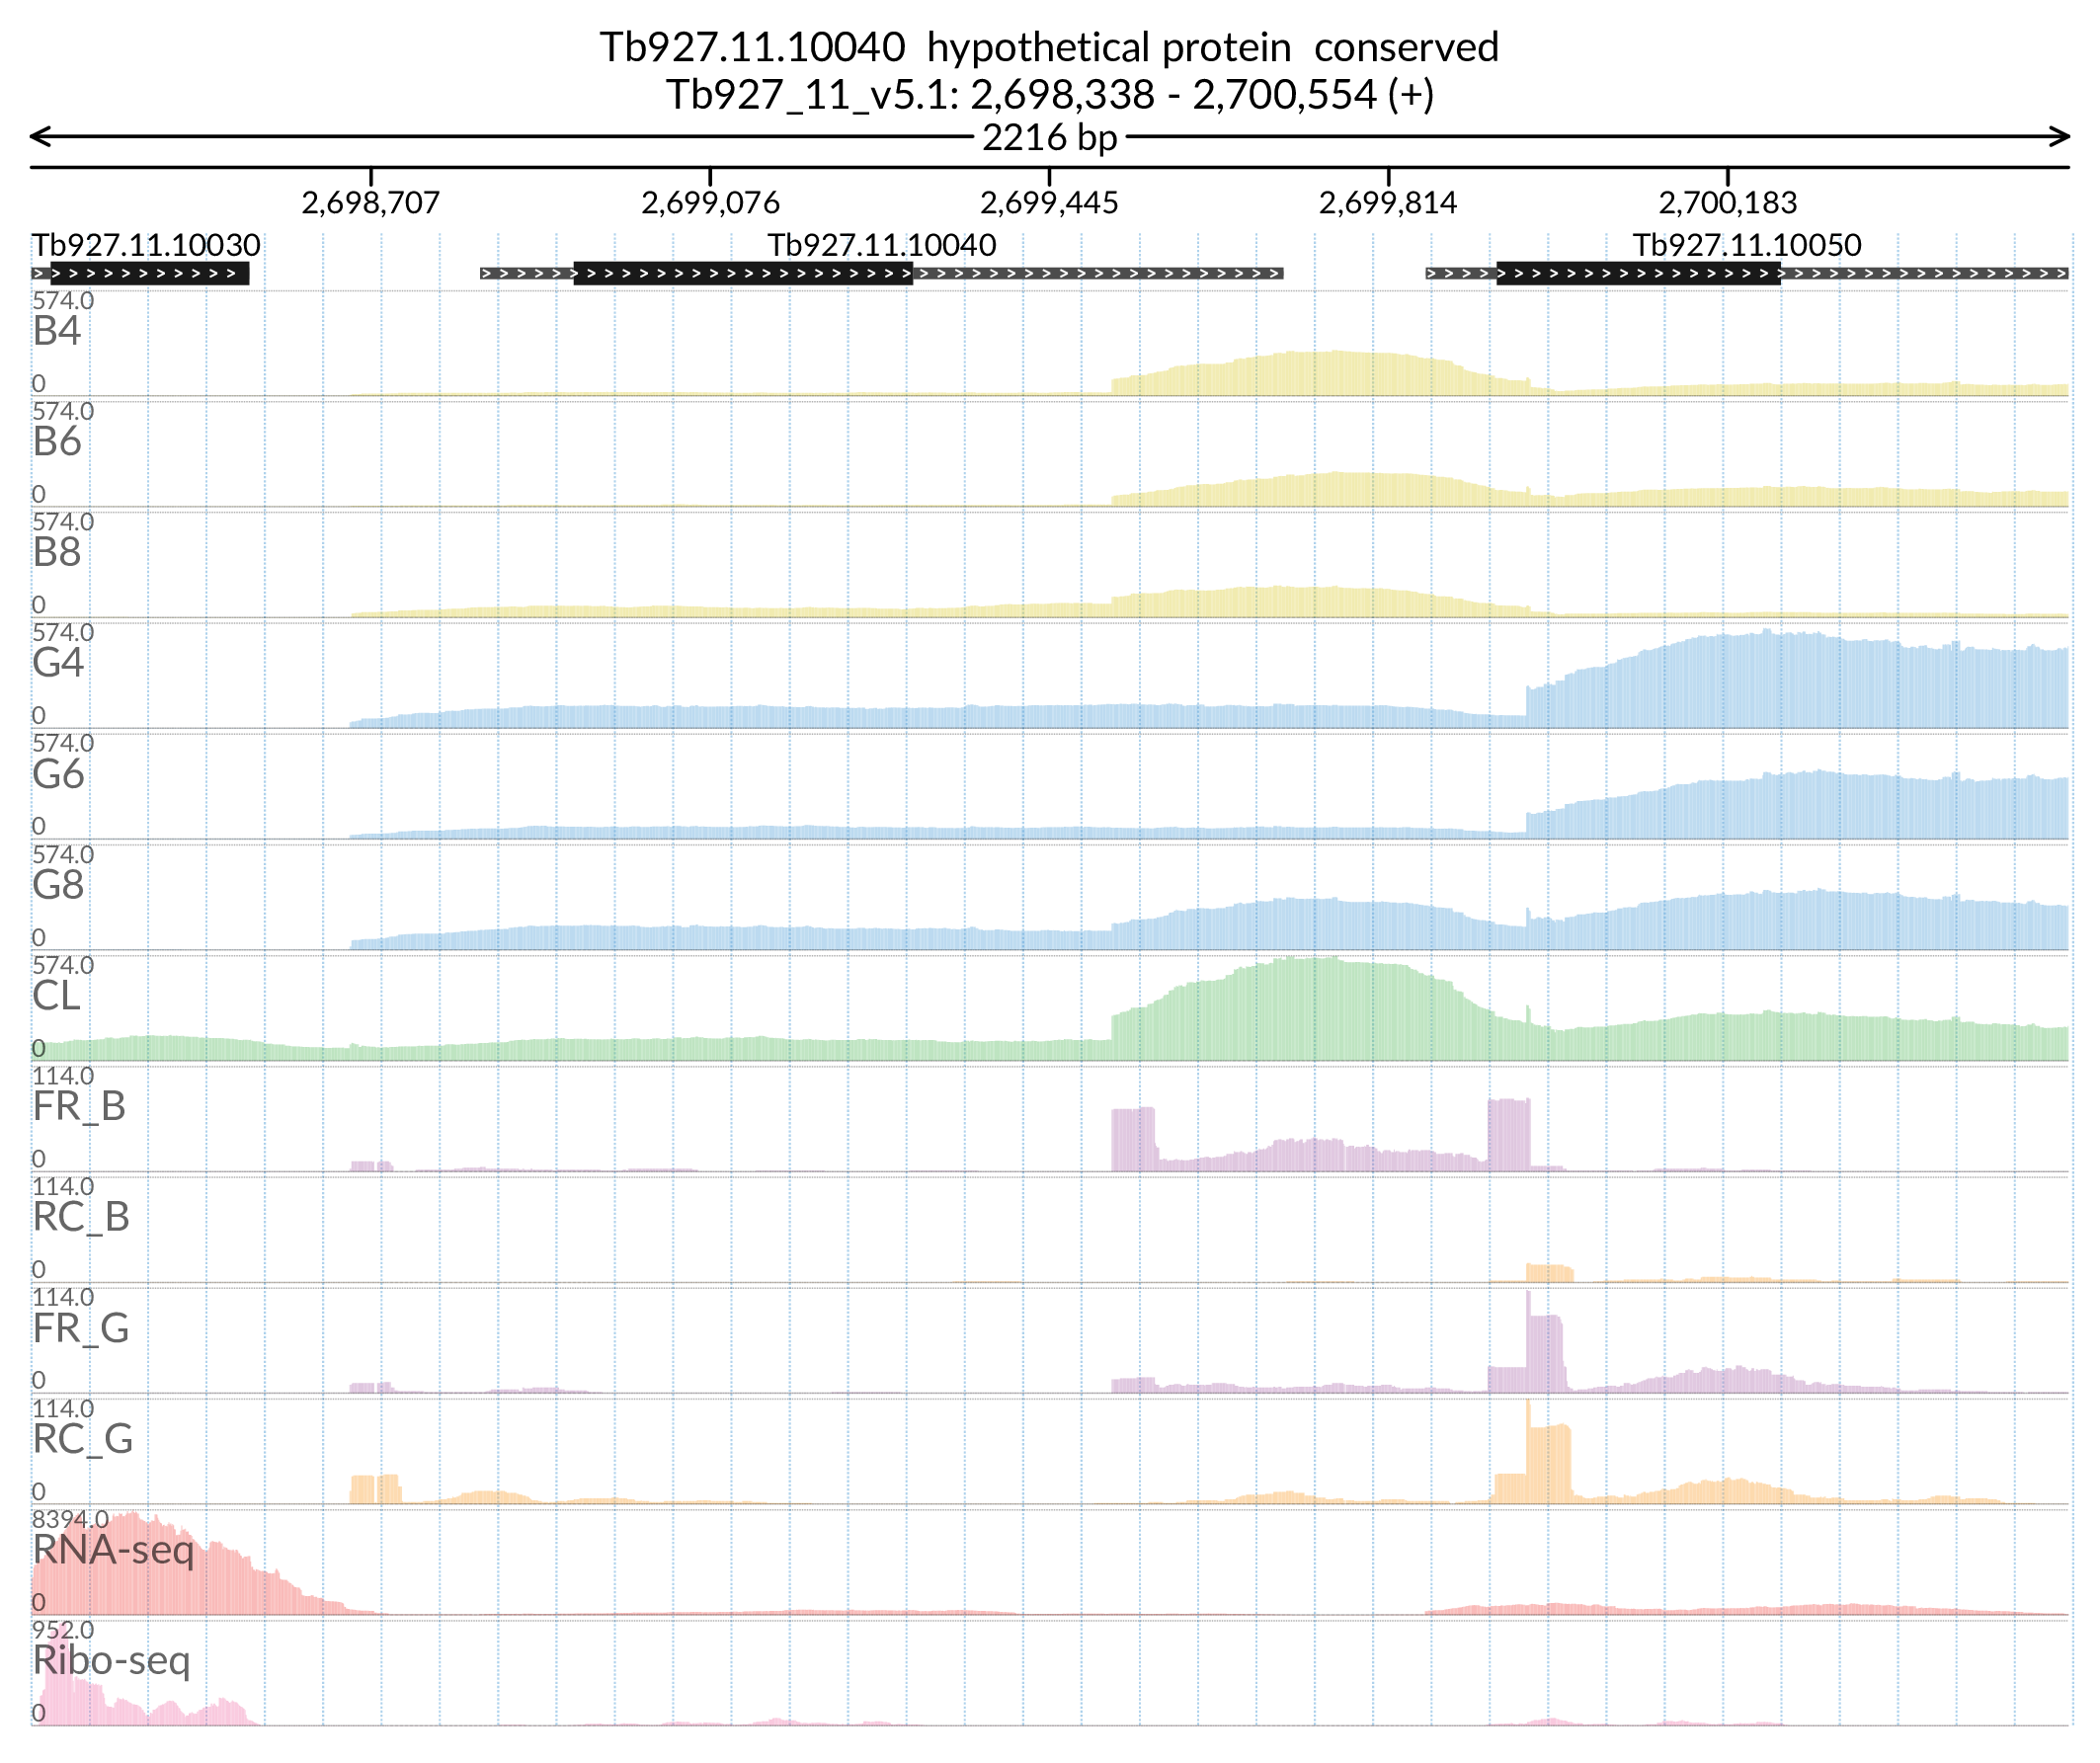 Tb927.11.10040 hypothetical protein conserved
Tb927_11_v5.1: 2,698,338 - 2,700,554 (+)
2216 bp
2,698,707 2,699,076 2,699,445 2,699,814 2,700,183
Tb927.11.10030 Tb927.11.10040 Tb927.11.10050
574.0
B4
0
574.0
B6
0
574.0
B8
0
574.0
G4
0
574.0
G6
0
574.0
G8
0
574.0
CL
0
114.0
FR_B
0
114.0
RC_B
0
114.0
FR_G
0
114.0
RC_G
0
8394.0
RNA-seq
0
952.0
Ribo-seq
0